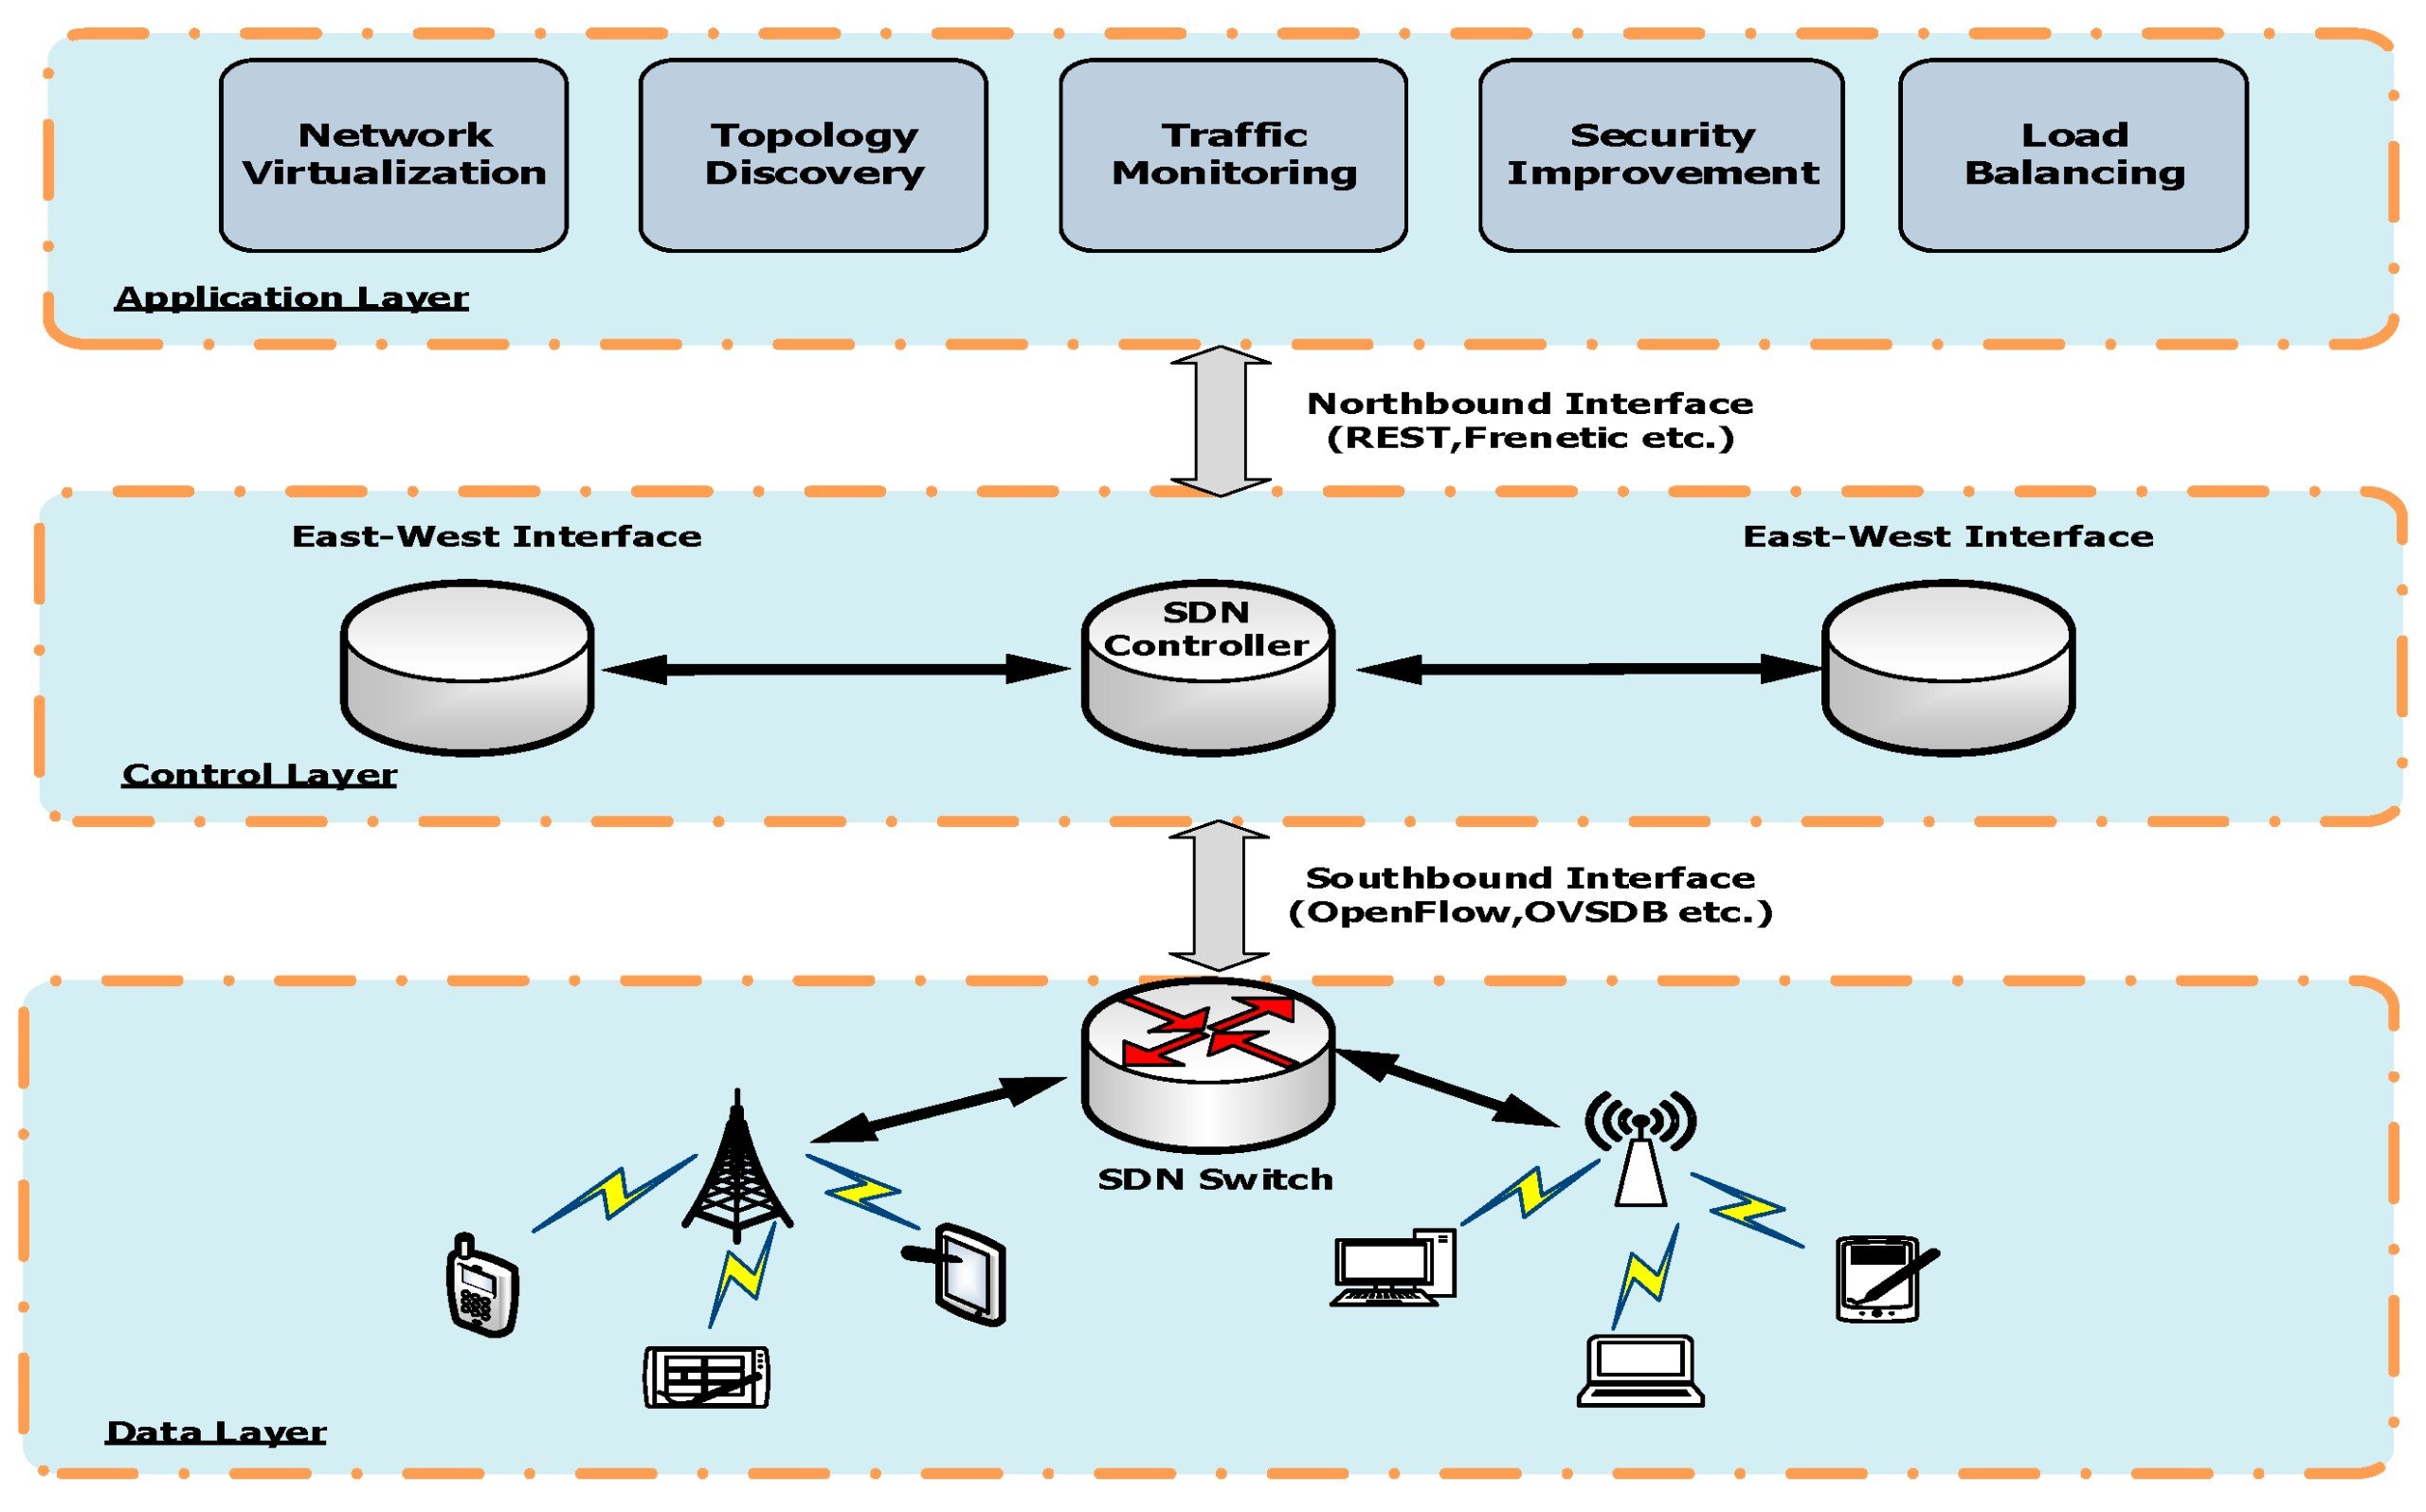 Network
Virtualization
Topology
Discovery
Traffic
Monitoring
Security
Improvement
Load
Balancing
Application Layer
Northbound Interface
(REST,Frenetic etc.)
East-West Interface
East-West Interface
SDN
Controller
Control Layer
Southbound Interface
(OpenFlow,OVSDB etc.)
SDN Switch
Data Layer